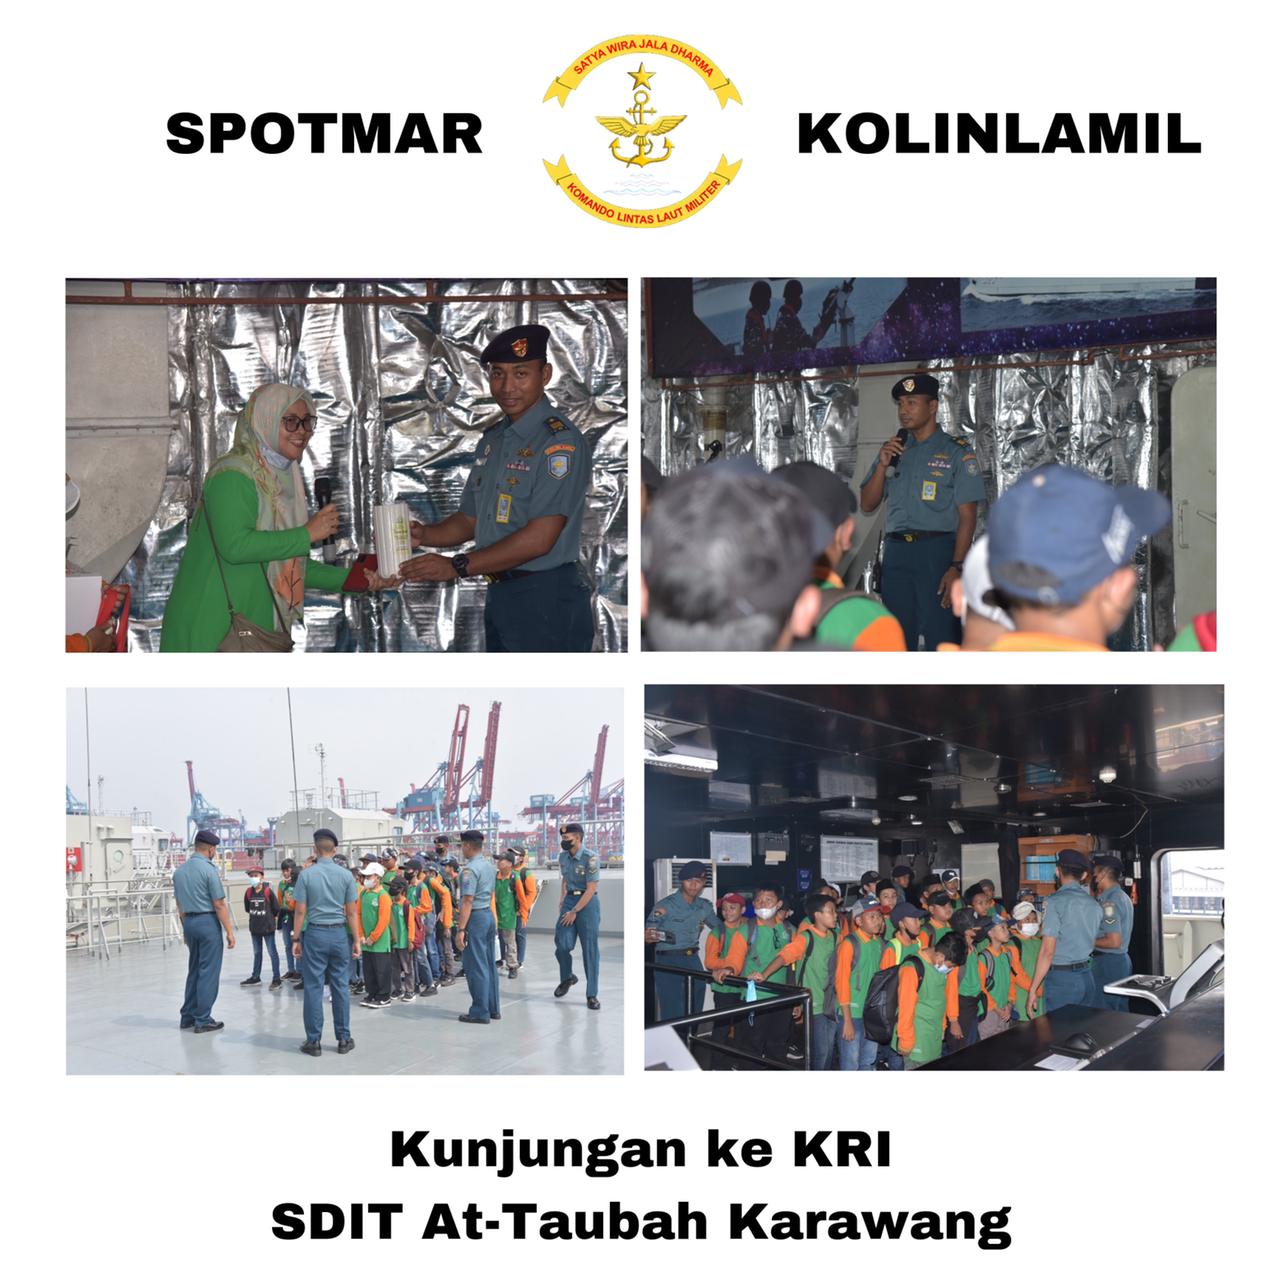 SPOTMAR
SATYA WIRA JALA DHARMA
KOMANDO LINTAS LAUT MILITER
KOLINLAMIL
Kunjungan ke KRI
SDIT At-Taubah Karawang